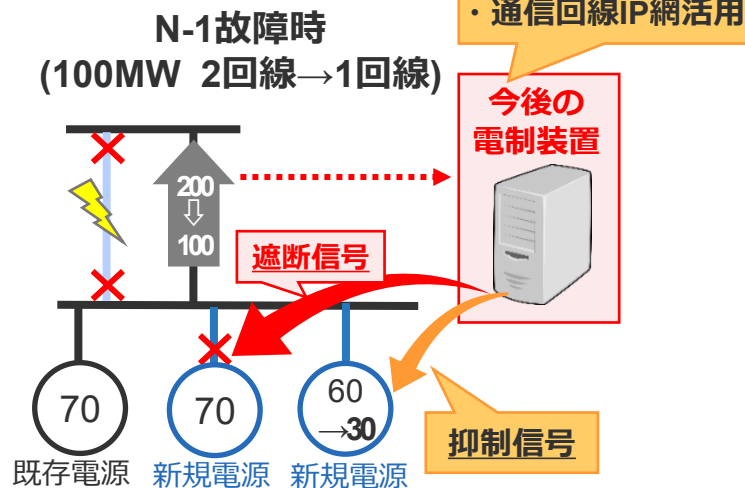 ・通信回線IP網活用
N-1故障時
(100MW 2回線→1回線)
今後の
電制装置
200
⇩
100
遮断信号
70
70
60
→30
抑制信号
既存電源
新規電源
新規電源